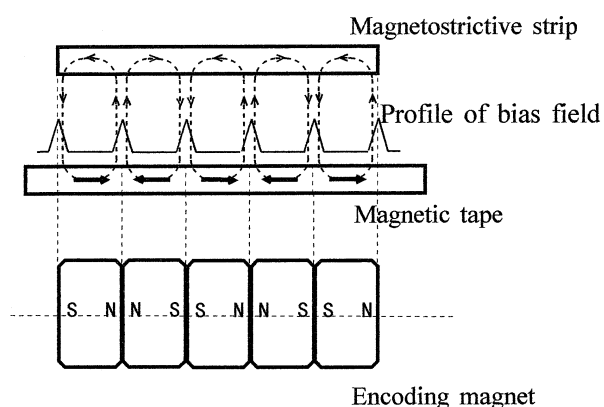 Magnetostrictive strip
Profile of bias field
Magnetic tape
S N N S S N N S S N
Encoding magnet